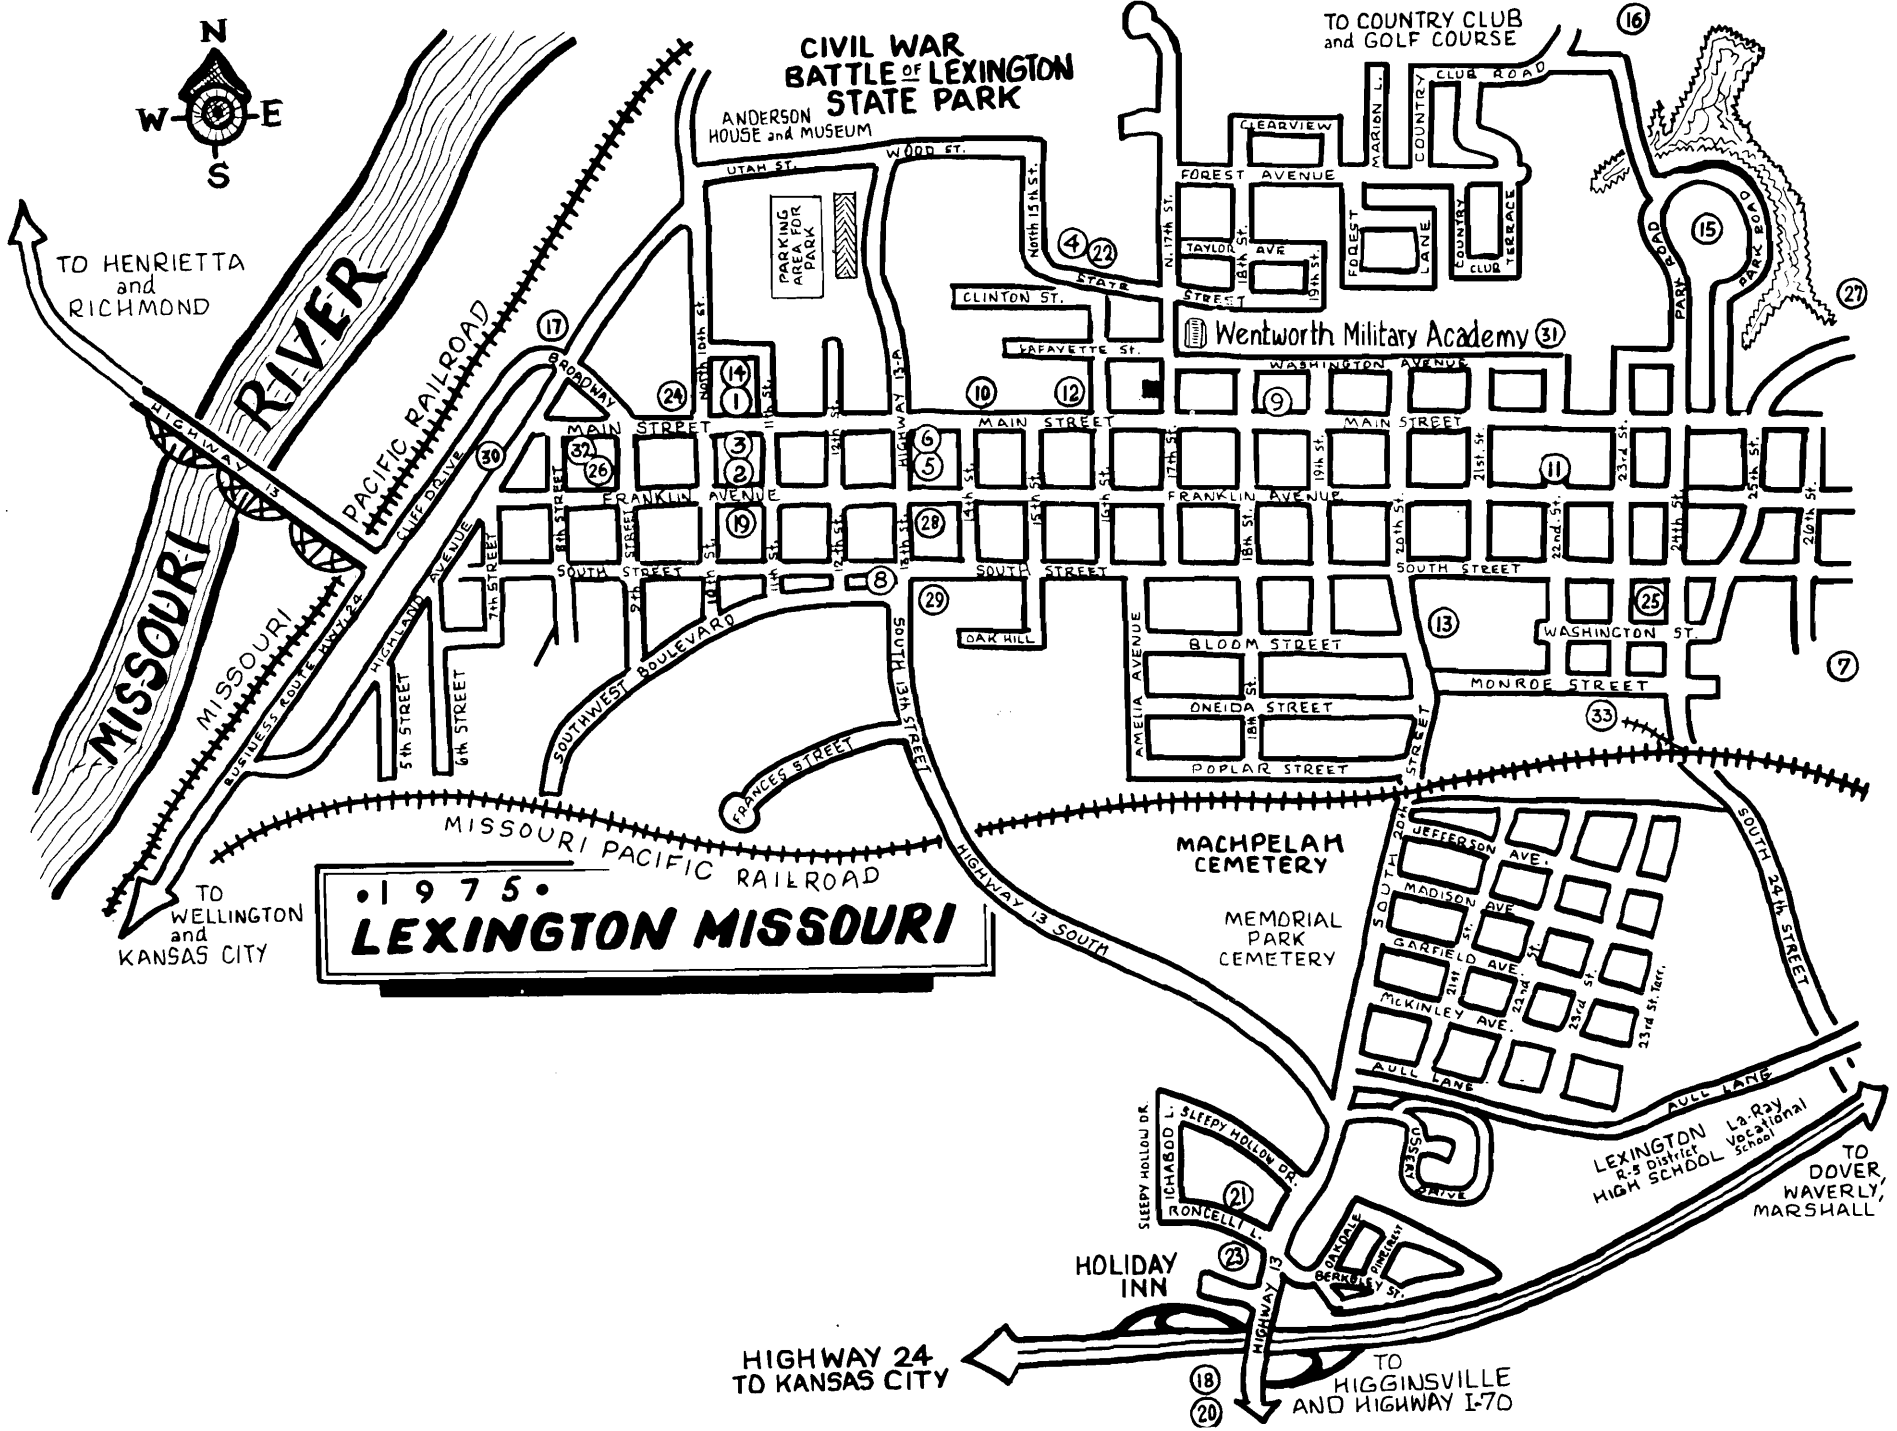 N
W
E
S
CIVIL WAR
BATTLE OF LEXINGTON
STATE PARK
ANDERSON
HOUSE and MUSEUM
TO COUNTRY CLUB
and GOLF COURSE
16
CLUB ROAD
MARION L.
COUNTRY
CLEARVIEW
FOREST AVENUE
UTAH ST.
WOOD ST.
North 15th St.
N. 17th ST.
PARKING
AREA FOR
PARK
4
22
STATE
STREET
TAYLOR AVE
18th St.
19th St.
FOREST
LANE
COUNTRY
CLUB
TERRACE
15
PARK ROAD
PARK ROAD
27
TO HENRIETTA
and
RICHMOND
MISSOURI
RIVER
PACIFIC RAILROAD
17
BROADWAY
North 10th St.
CLINTON ST.
LAFAYETTE St.
Wentworth Military Academy 31
WASHINGTON AVENUE
HIGHWAY 13
HIGHWAY 13-A
24
14
1
11th St.
10
12
9
MAIN STREET
MAIN STREET
MAIN STREET
12th St.
30
32
26
3
2
6
5
11
CLIFF DRIVE
8th STREET
FRANKLIN AVENUE
FRANKLIN AVENUE
14th St.
15th St.
16th St.
17th St.
19th St.
21st. St.
23rd St.
25th St.
19
28
7th STREET
9th
STREET
10th St.
11th St.
12th St.
13th St.
18th St.
20th St.
22nd. St.
24th St.
26th St.
SOUTH STREET
SOUTH STREET
SOUTH STREET
8
29
OAK HILL
13
25
WASHINGTON ST.
HIGHLAND AVENUE
BUSINESS ROUTE HWY. 24
MISSOURI
5th STREET
6th STREET
SOUTHWEST BOULEVARD
SOUTH 13th STREET
FRANCES STREET
AMELIA AVENUE
BLOOM STREET
18th St.
ONEIDA STREET
18th St.
POPLAR STREET
MONROE STREET
7
33
MISSOURI PACIFIC RAILROAD
HIGHWAY 13 SOUTH
TO
WELLINGTON
and
KANSAS CITY
•1975•
LEXINGTON MISSOURI
MACHPELAH
CEMETERY
MEMORIAL
PARK
CEMETERY
SOUTH 20th STREET
JEFFERSON AVE.
MADISON AVE
GARFIELD AVE.
McKINLEY AVE.
21st. St.
22nd St.
23rd St.
23rd St. Terr.
SOUTH 24th STREET
AULL LANE
AULL LANE
LEXINGTON
R-5 District
HIGH SCHOOL
La-Ray
Vocational
School
TO
DOVER,
WAVERLY,
MARSHALL
SLEEPY HOLLOW DR.
ICHABOD L.
SLEEPY HOLLOW DR.
21
RONCELLI L.
USSERY
DRIVE
23
OAKDALE
PINECREST
BERKELEY ST.
HOLIDAY
INN
HIGHWAY 13
HIGHWAY 24
TO KANSAS CITY
18
20
TO
HIGGINSVILLE
AND HIGHWAY I-70